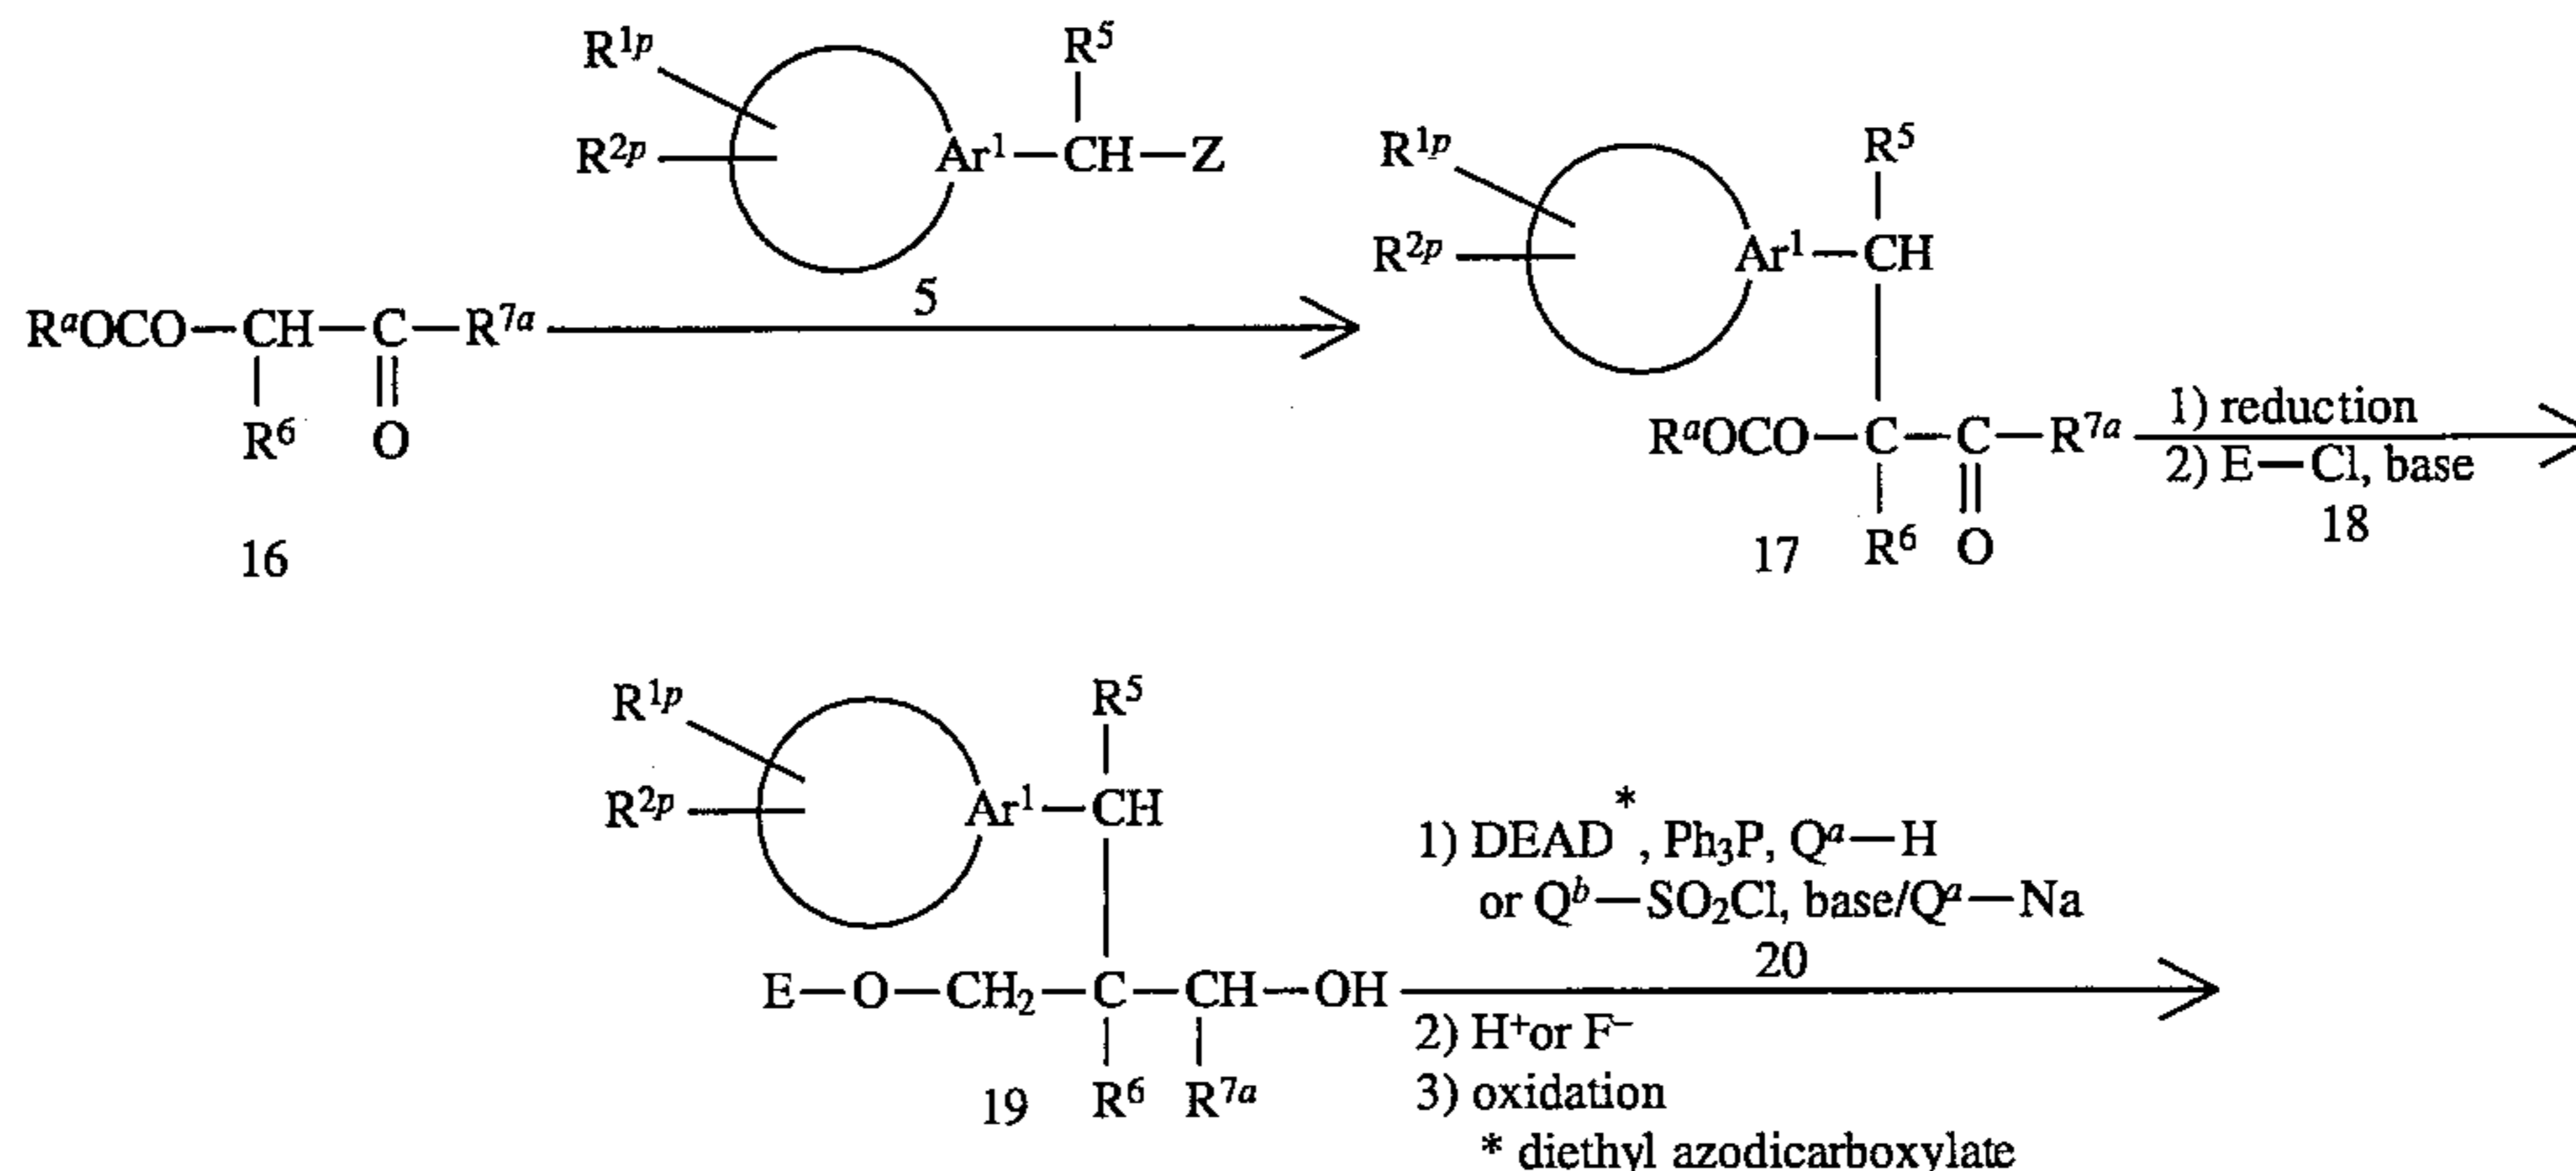 R¹ᵖ
R²ᵖ
Ar¹—CH—Z
R⁵
5
RᵃOCO—CH—C—R⁷ᵃ
R⁶ O
16
R¹ᵖ
R²ᵖ
Ar¹—CH
R⁵
RᵃOCO—C—C—R⁷ᵃ
R⁶ O
17
1) reduction
2) E—Cl, base
18
R¹ᵖ
R²ᵖ
Ar¹—CH
R⁵
E—O—CH₂—C—CH—OH
R⁶ R⁷ᵃ
19
1) DEAD*, Ph₃P, Qᵃ—H
or Qᵇ—SO₂Cl, base/Qᵃ—Na
20
2) H⁺or F⁻
3) oxidation
* diethyl azodicarboxylate